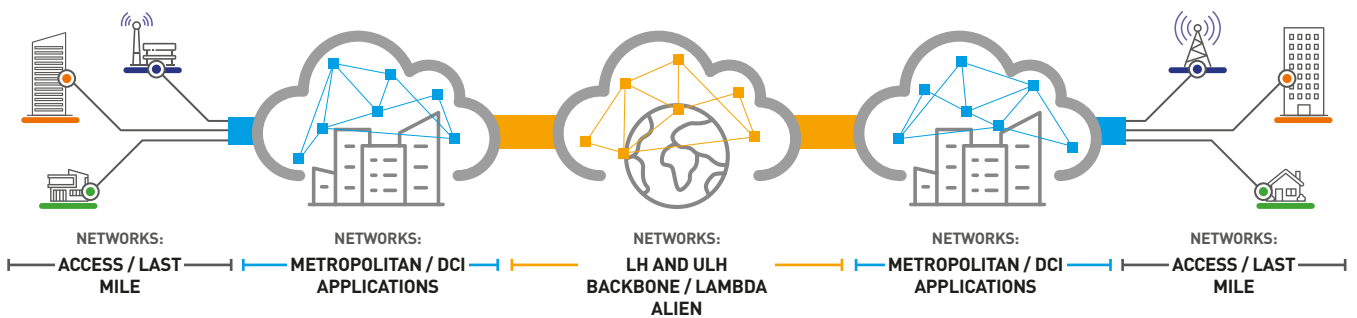 NETWORKS:
ACCESS / LAST
MILE
NETWORKS:
METROPOLITAN / DCI
APPLICATIONS
NETWORKS:
LH AND ULH
BACKBONE / LAMBDA
ALIEN
NETWORKS:
METROPOLITAN / DCI
APPLICATIONS
NETWORKS:
ACCESS / LAST
MILE